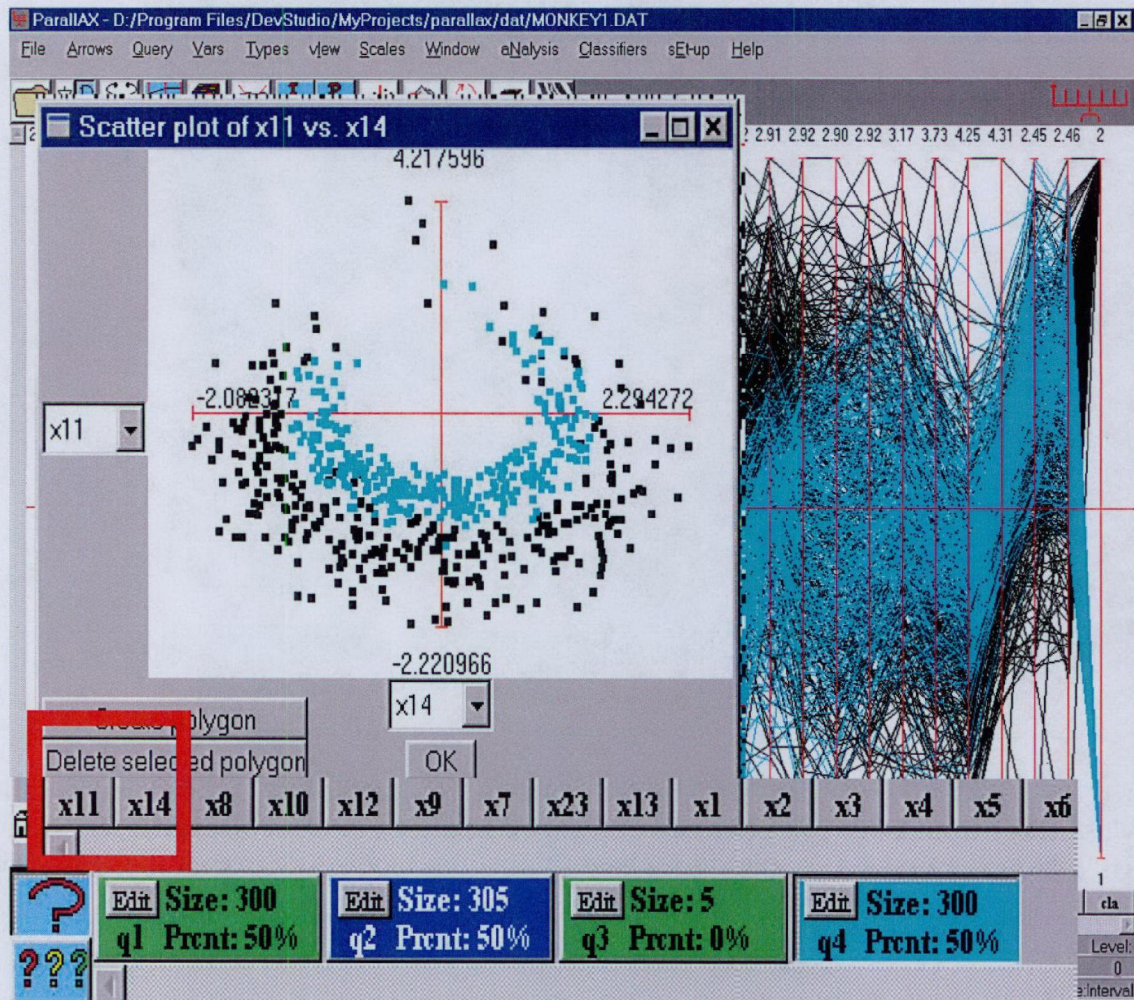 ParallAX - D:/Program Files/DevStudio/MyProjects/parallax/dat/MONKEY1.DAT
File Arrows Query Vars Types vIew Scales Window aNalysis Classifiers sEt-up Help
Scatter plot of x11 vs. x14
2.91 2.92 2.90 2.92 3.17 3.73 4.25 4.31 2.45 2.46 2
4.217596
2.294272
x11
-2.220966
x14
polygon
Delete selected polygon
OK
x11 x14 x8 x10 x12 x9 x7 x23 x13 x1 x2 x3 x4 x5 x6
1
Edit Size: 300
q1 Prcnt: 50%
Edit Size: 305
q2 Prcnt: 50%
Edit Size: 5
q3 Prcnt: 0%
Edit Size: 300
q4 Prcnt: 50%
cla
Level:
0
e:Interval